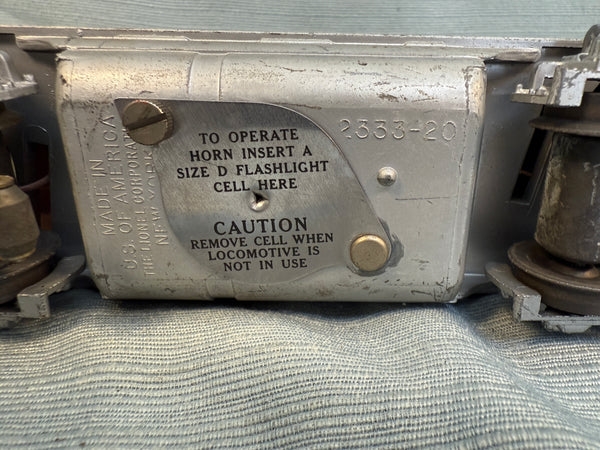 MADE IN
U.S. OF AMERICA
THE LIONEL CORPORATION
NEW YORK
TO OPERATE
HORN INSERT A
SIZE D FLASHLIGHT
CELL HERE
CAUTION
REMOVE CELL WHEN
LOCOMOTIVE IS
NOT IN USE
2333-20